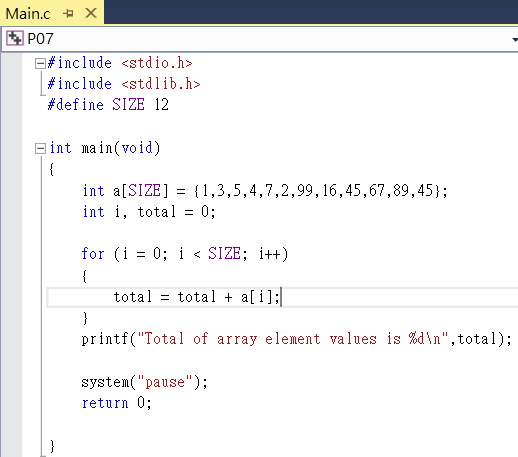 Main.c
P07
#include <stdio.h>
#include <stdlib.h>
#define SIZE 12
int main(void)
{
int a[SIZE] = {1,3,5,4,7,2,99,16,45,67,89,45};
int i, total = 0;
for (i = 0; i < SIZE; i++)
{
total = total + a[i];
}
printf("Total of array element values is %d\n",total);
system("pause");
return 0;
}